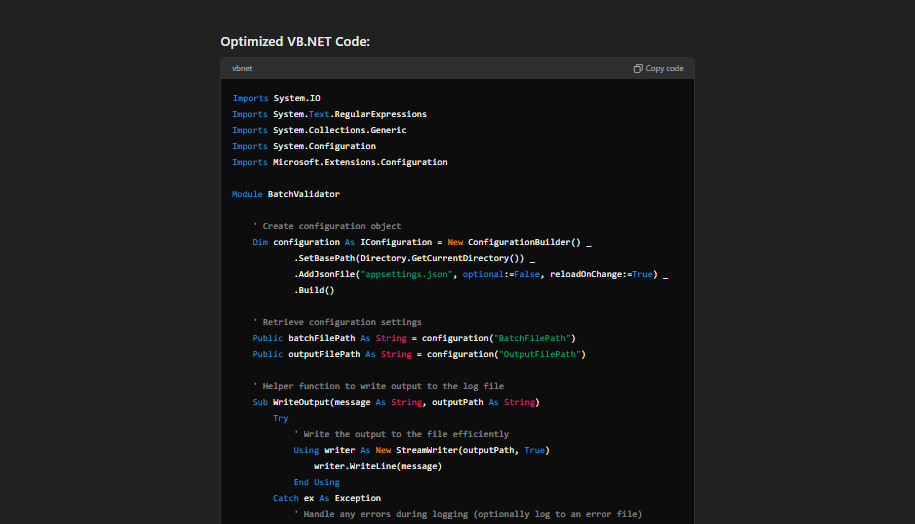 Optimized VB.NET Code:
vbnet
Copy code
Imports System.IO
Imports System.Text.RegularExpressions
Imports System.Collections.Generic
Imports System.Configuration
Imports Microsoft.Extensions.Configuration
Module BatchValidator
' Create configuration object
Dim configuration As IConfiguration = New ConfigurationBuilder() _
.SetBasePath(Directory.GetCurrentDirectory()) _
.AddJsonFile("appsettings.json", optional:=False, reloadOnChange:=True) _
.Build()
' Retrieve configuration settings
Public batchFilePath As String = configuration("BatchFilePath")
Public outputFilePath As String = configuration("OutputFilePath")
' Helper function to write output to the log file
Sub WriteOutput(message As String, outputPath As String)
Try
' Write the output to the file efficiently
Using writer As New StreamWriter(outputPath, True)
writer.WriteLine(message)
End Using
Catch ex As Exception
' Handle any errors during logging (optionally log to an error file)